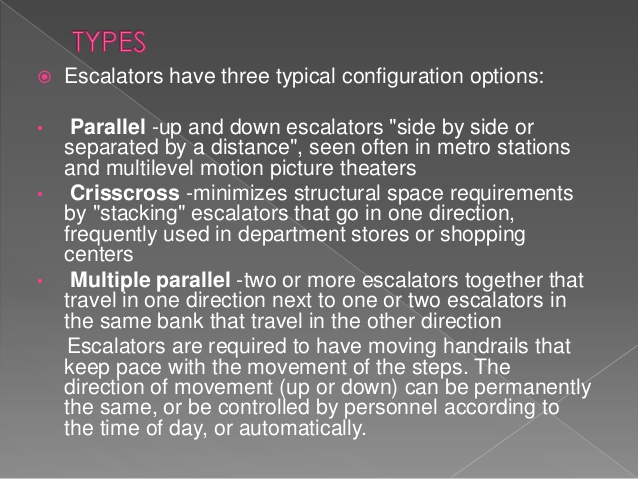 TYPES
Escalators have three typical configuration options:
Parallel -up and down escalators "side by side or
separated by a distance", seen often in metro stations
and multilevel motion picture theaters
Crisscross -minimizes structural space requirements
by "stacking" escalators that go in one direction,
frequently used in department stores or shopping
centers
Multiple parallel -two or more escalators together that
travel in one direction next to one or two escalators in
the same bank that travel in the other direction
Escalators are required to have moving handrails that
keep pace with the movement of the steps. The
direction of movement (up or down) can be permanently
the same, or be controlled by personnel according to
the time of day, or automatically.